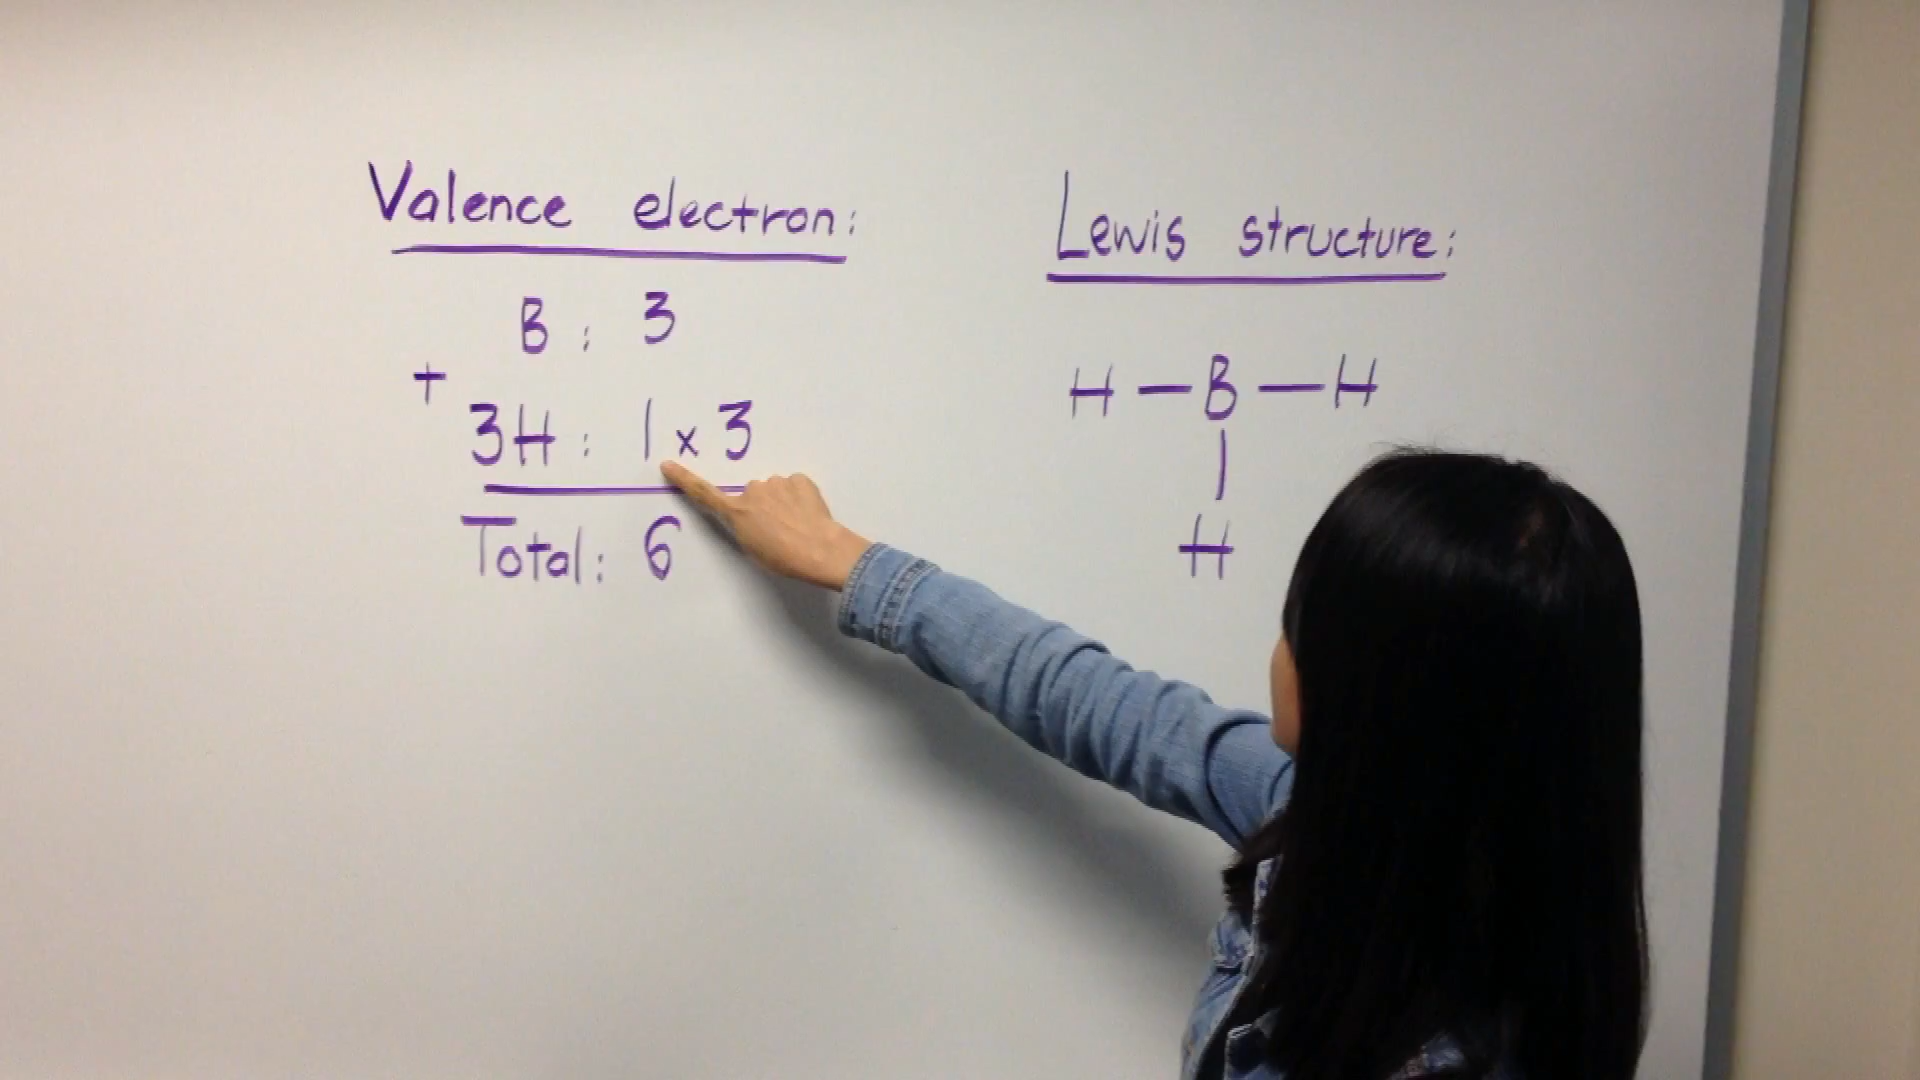 Valence electron:
B : 3
+
3H : 1 x 3
Total: 6
Lewis structure:
H — B — H
|
H